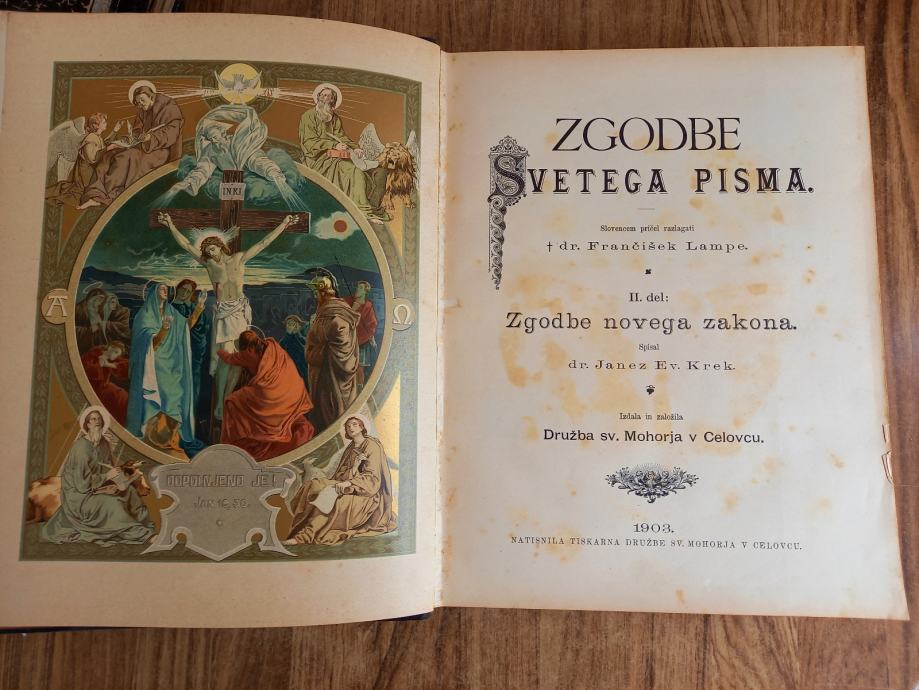 INRI
A Ω
DOPOLNJENO JE!
JAN. 19, 30.
ZGODBE
SVETEGA PISMA.
Slovencem pričel razlagati
† dr. Frančišek Lampe.
II. del:
Zgodbe novega zakona.
Spisal
dr. Janez Ev. Krek.
Izdala in založila
Družba sv. Mohorja v Celovcu.
1903.
NATISNILA TISKARNA DRUŽBE SV. MOHORJA V CELOVCU.